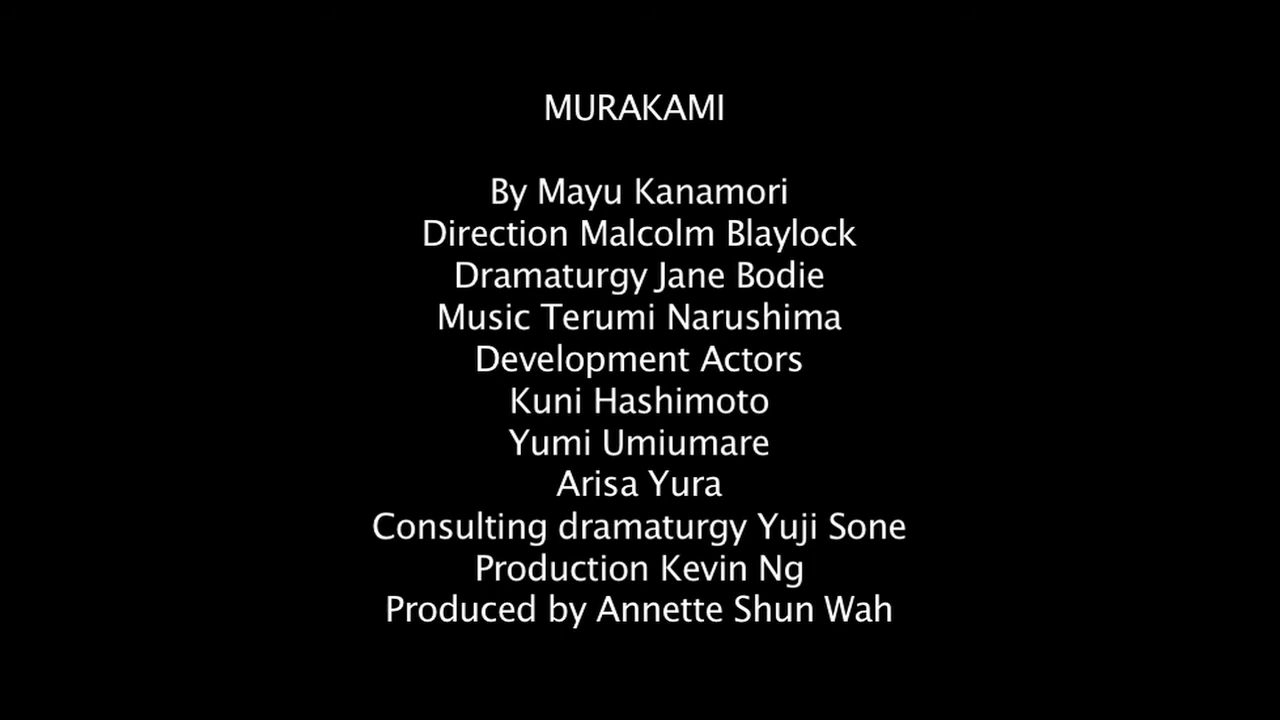 MURAKAMI
By Mayu Kanamori
Direction Malcolm Blaylock
Dramaturgy Jane Bodie
Music Terumi Narushima
Development Actors
Kuni Hashimoto
Yumi Umiumare
Arisa Yura
Consulting dramaturgy Yuji Sone
Production Kevin Ng
Produced by Annette Shun Wah